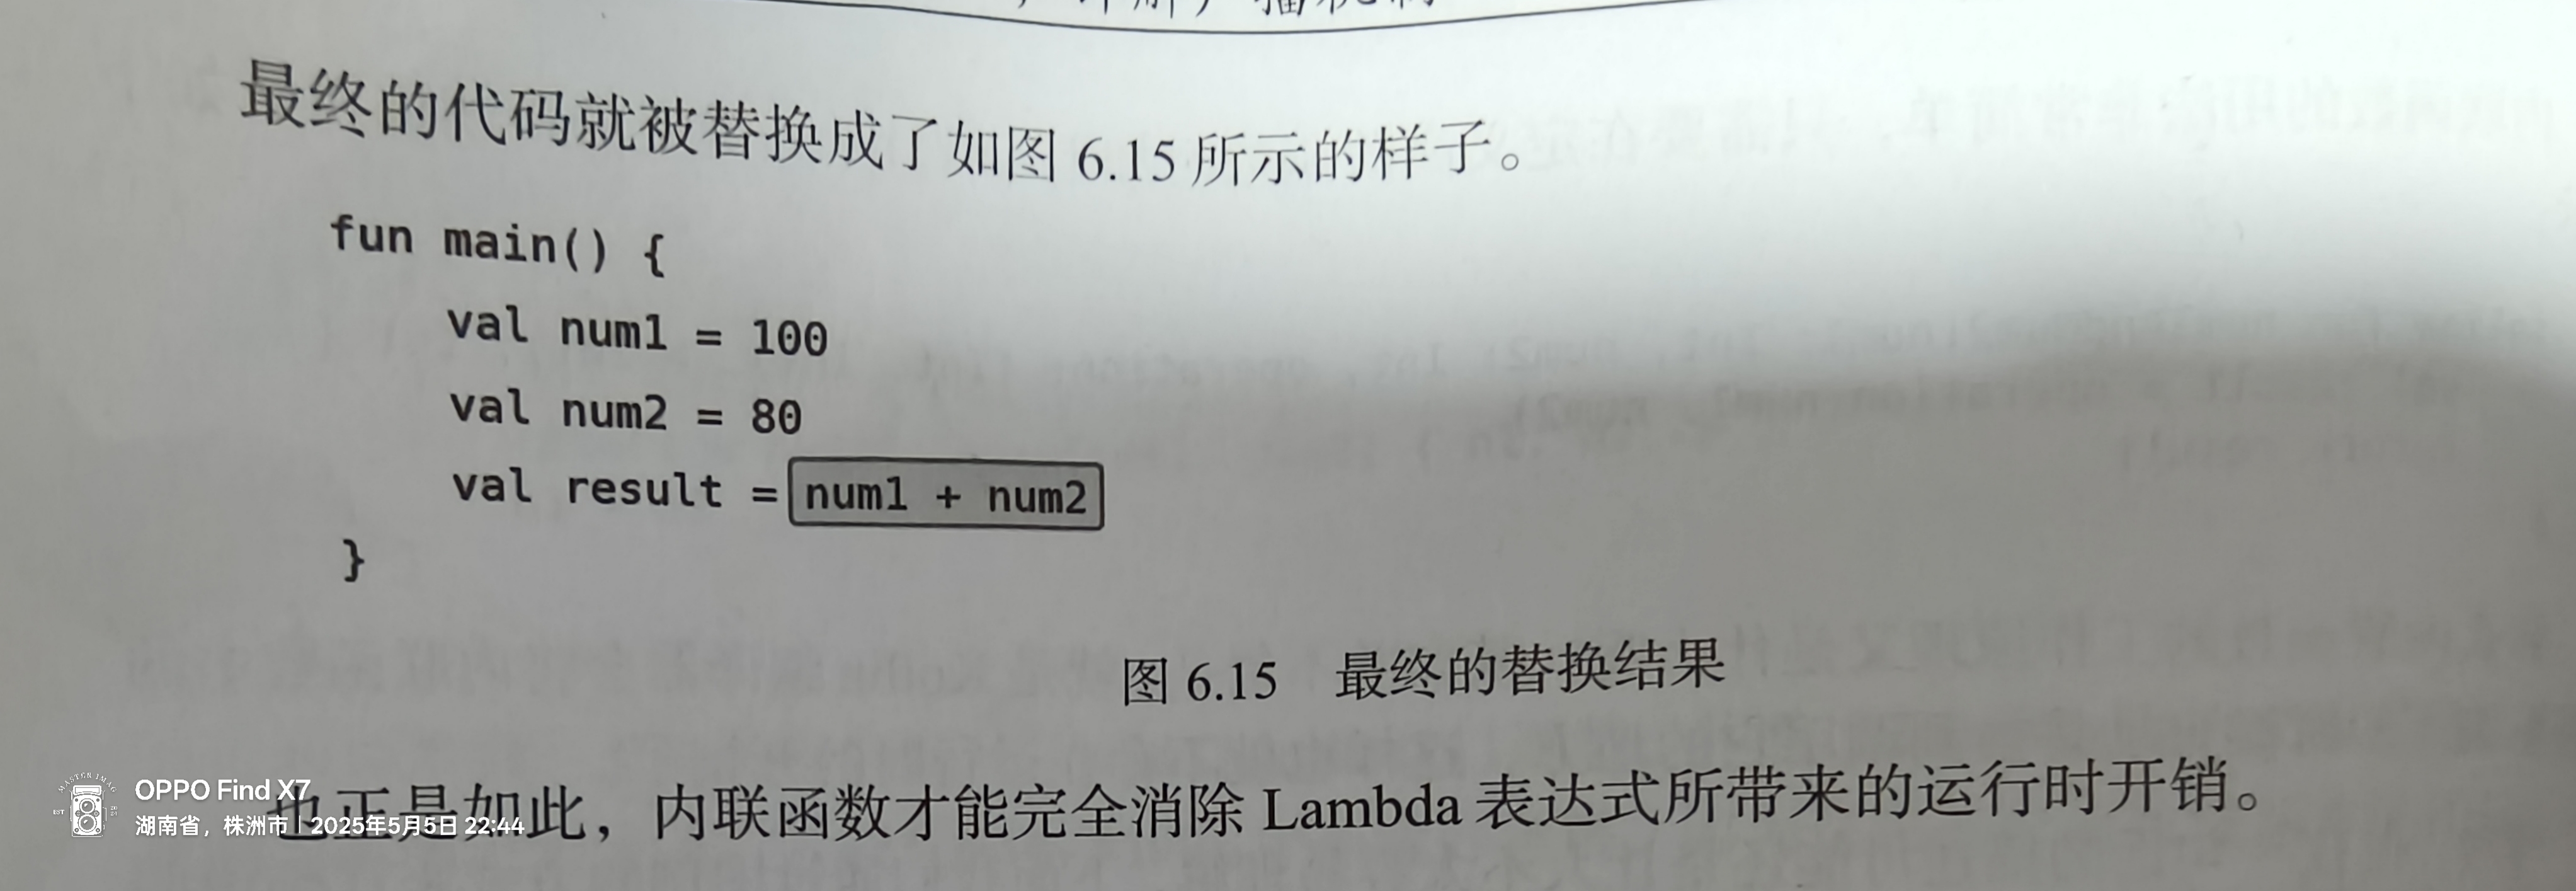 最终的代码就被替换成了如图 6.15 所示的样子。
fun main() {
    val num1 = 100
    val num2 = 80
    val result = num1 + num2
}
图 6.15 最终的替换结果
也正是如此，内联函数才能完全消除 Lambda 表达式所带来的运行时开销。
OPPO Find X7
湖南省，株洲市 | 2025年5月5日 22:44